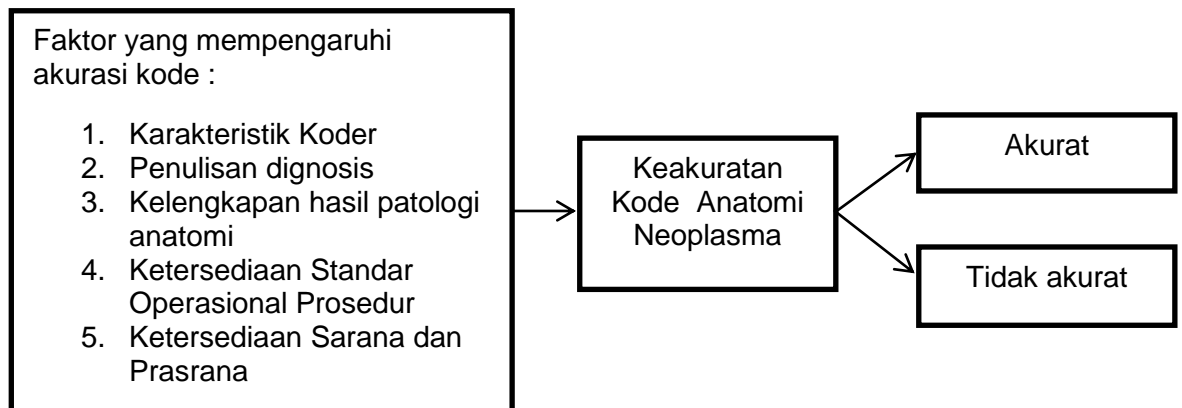 Faktor yang mempengaruhi
akurasi kode :
1. Karakteristik Koder
2. Penulisan dignosis
3. Kelengkapan hasil patologi
anatomi
4. Ketersediaan Standar
Operasional Prosedur
5. Ketersediaan Sarana dan
Prasrana
Keakuratan
Kode Anatomi
Neoplasma
Akurat
Tidak akurat